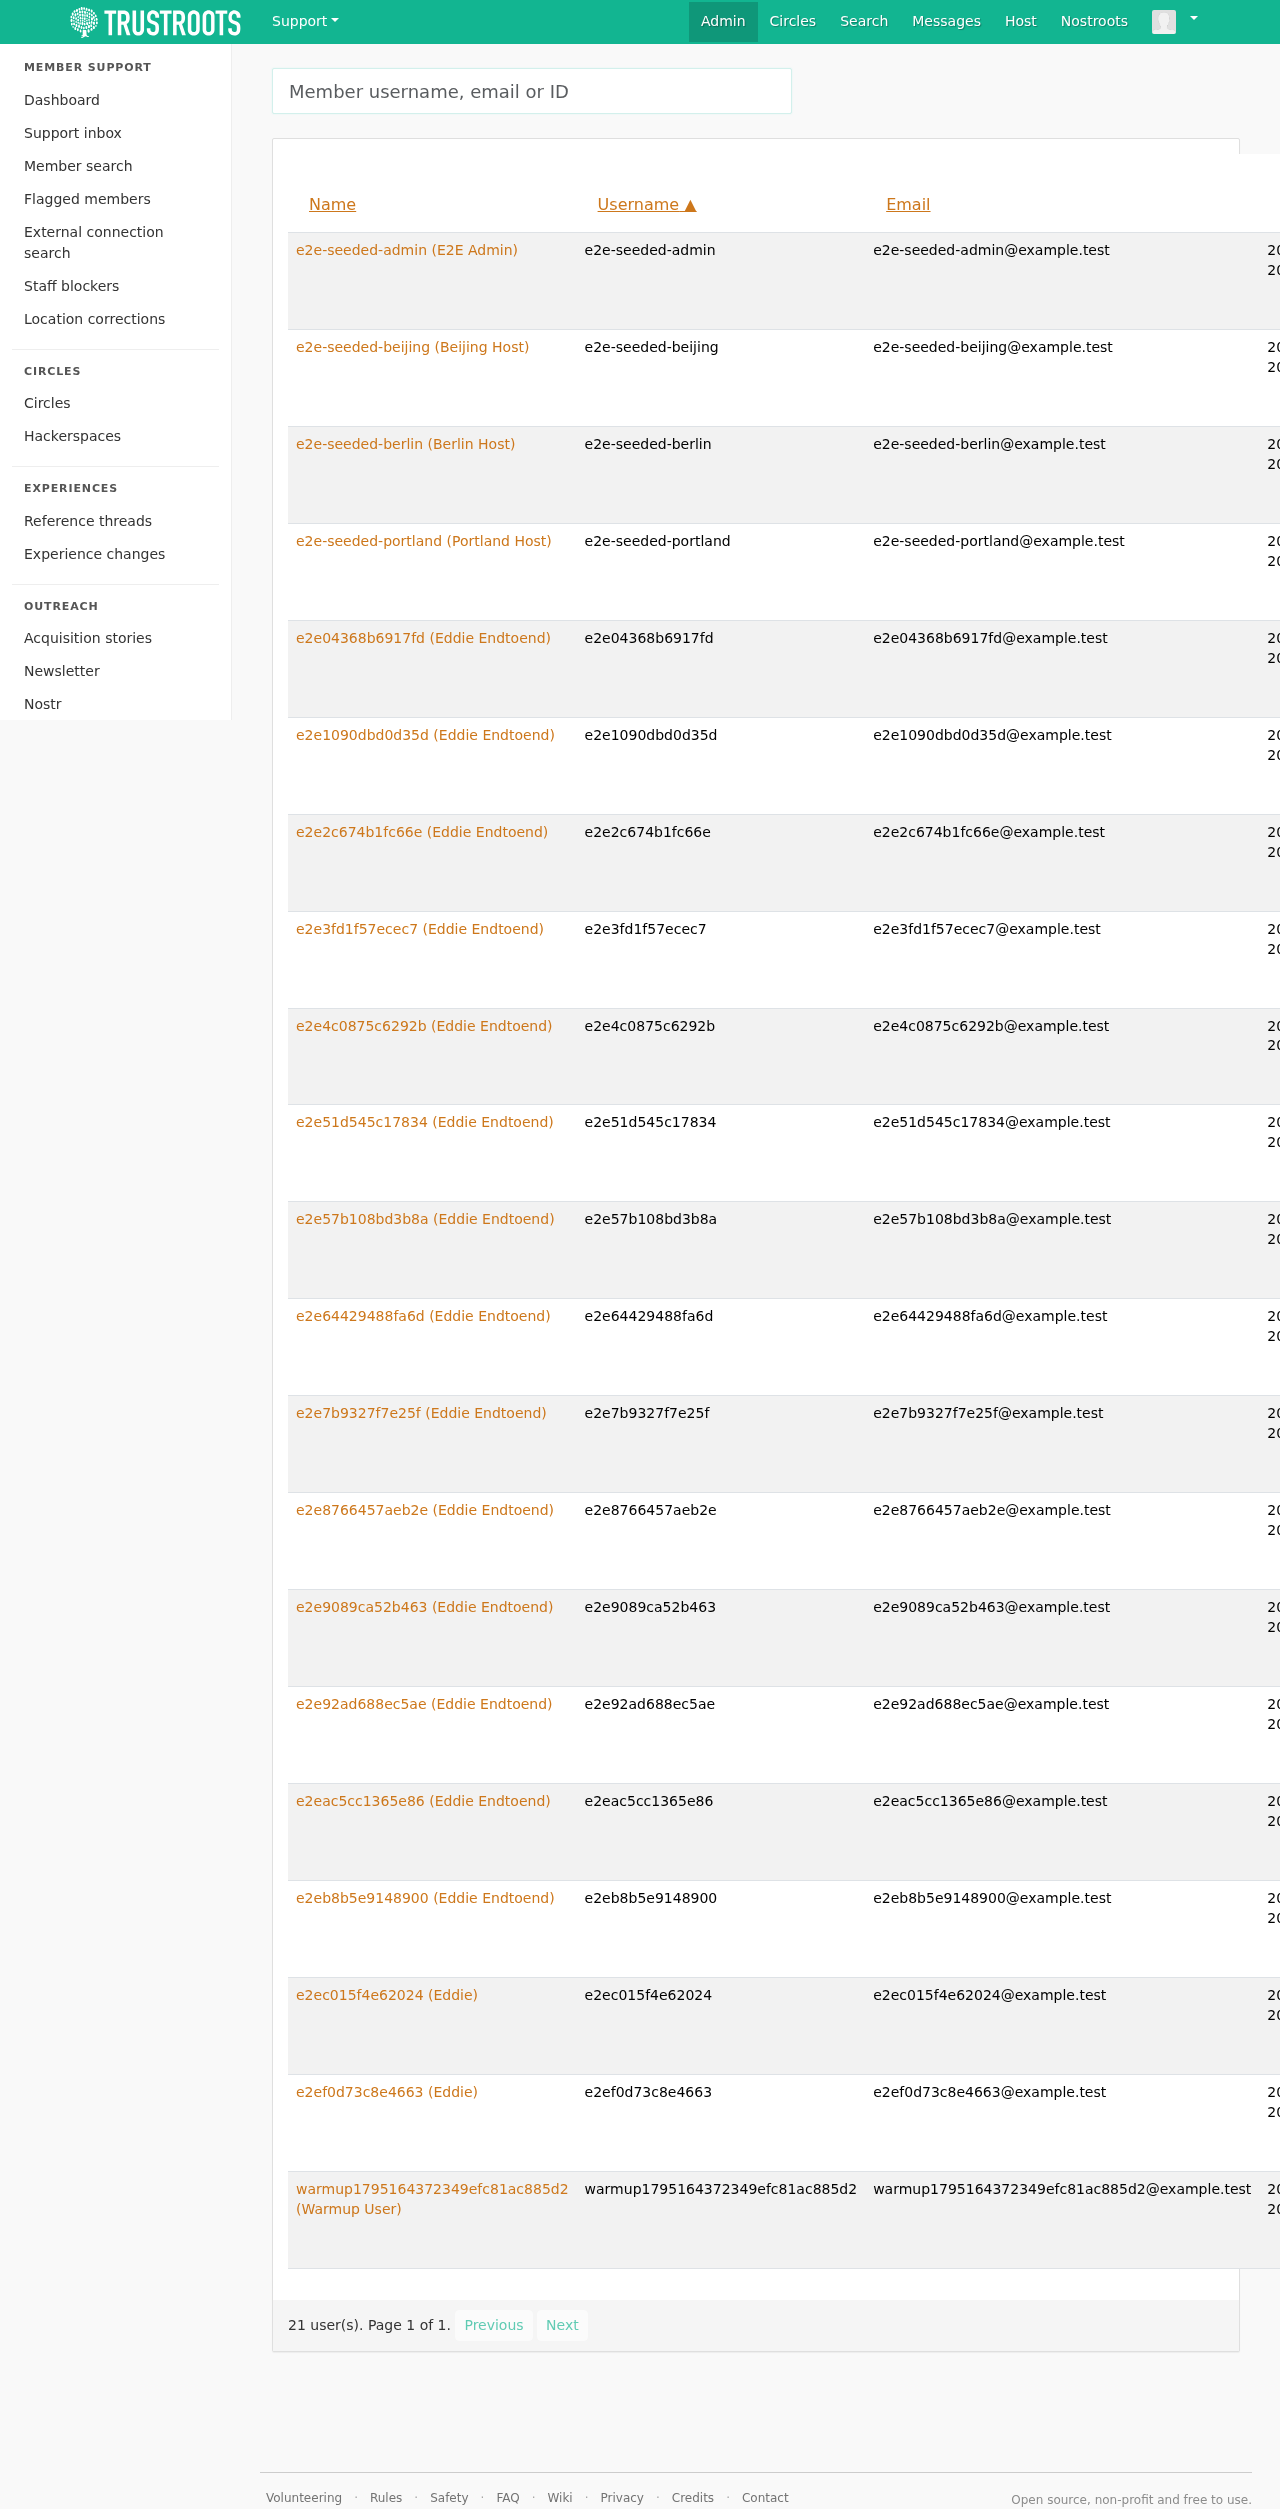 TRUSTROOTS Support Admin Circles Search Messages Host Nostroots
MEMBER SUPPORT
Dashboard
Support inbox
Member search
Flagged members
External connection
search
Staff blockers
Location corrections
CIRCLES
Circles
Hackerspaces
EXPERIENCES
Reference threads
Experience changes
OUTREACH
Acquisition stories
Newsletter
Nostr
Member username, email or ID
Name Username ▲ Email
e2e-seeded-admin (E2E Admin) e2e-seeded-admin e2e-seeded-admin@example.test
e2e-seeded-beijing (Beijing Host) e2e-seeded-beijing e2e-seeded-beijing@example.test
e2e-seeded-berlin (Berlin Host) e2e-seeded-berlin e2e-seeded-berlin@example.test
e2e-seeded-portland (Portland Host) e2e-seeded-portland e2e-seeded-portland@example.test
e2e04368b6917fd (Eddie Endtoend) e2e04368b6917fd e2e04368b6917fd@example.test
e2e1090dbd0d35d (Eddie Endtoend) e2e1090dbd0d35d e2e1090dbd0d35d@example.test
e2e2c674b1fc66e (Eddie Endtoend) e2e2c674b1fc66e e2e2c674b1fc66e@example.test
e2e3fd1f57ecec7 (Eddie Endtoend) e2e3fd1f57ecec7 e2e3fd1f57ecec7@example.test
e2e4c0875c6292b (Eddie Endtoend) e2e4c0875c6292b e2e4c0875c6292b@example.test
e2e51d545c17834 (Eddie Endtoend) e2e51d545c17834 e2e51d545c17834@example.test
e2e57b108bd3b8a (Eddie Endtoend) e2e57b108bd3b8a e2e57b108bd3b8a@example.test
e2e64429488fa6d (Eddie Endtoend) e2e64429488fa6d e2e64429488fa6d@example.test
e2e7b9327f7e25f (Eddie Endtoend) e2e7b9327f7e25f e2e7b9327f7e25f@example.test
e2e8766457aeb2e (Eddie Endtoend) e2e8766457aeb2e e2e8766457aeb2e@example.test
e2e9089ca52b463 (Eddie Endtoend) e2e9089ca52b463 e2e9089ca52b463@example.test
e2e92ad688ec5ae (Eddie Endtoend) e2e92ad688ec5ae e2e92ad688ec5ae@example.test
e2eac5cc1365e86 (Eddie Endtoend) e2eac5cc1365e86 e2eac5cc1365e86@example.test
e2eb8b5e9148900 (Eddie Endtoend) e2eb8b5e9148900 e2eb8b5e9148900@example.test
e2ec015f4e62024 (Eddie) e2ec015f4e62024 e2ec015f4e62024@example.test
e2ef0d73c8e4663 (Eddie) e2ef0d73c8e4663 e2ef0d73c8e4663@example.test
warmup1795164372349efc81ac885d2 warmup1795164372349efc81ac885d2 warmup1795164372349efc81ac885d2@example.test
(Warmup User)
21 user(s). Page 1 of 1. Previous Next
Volunteering · Rules · Safety · FAQ · Wiki · Privacy · Credits · Contact
Open source, non-profit and free to use.